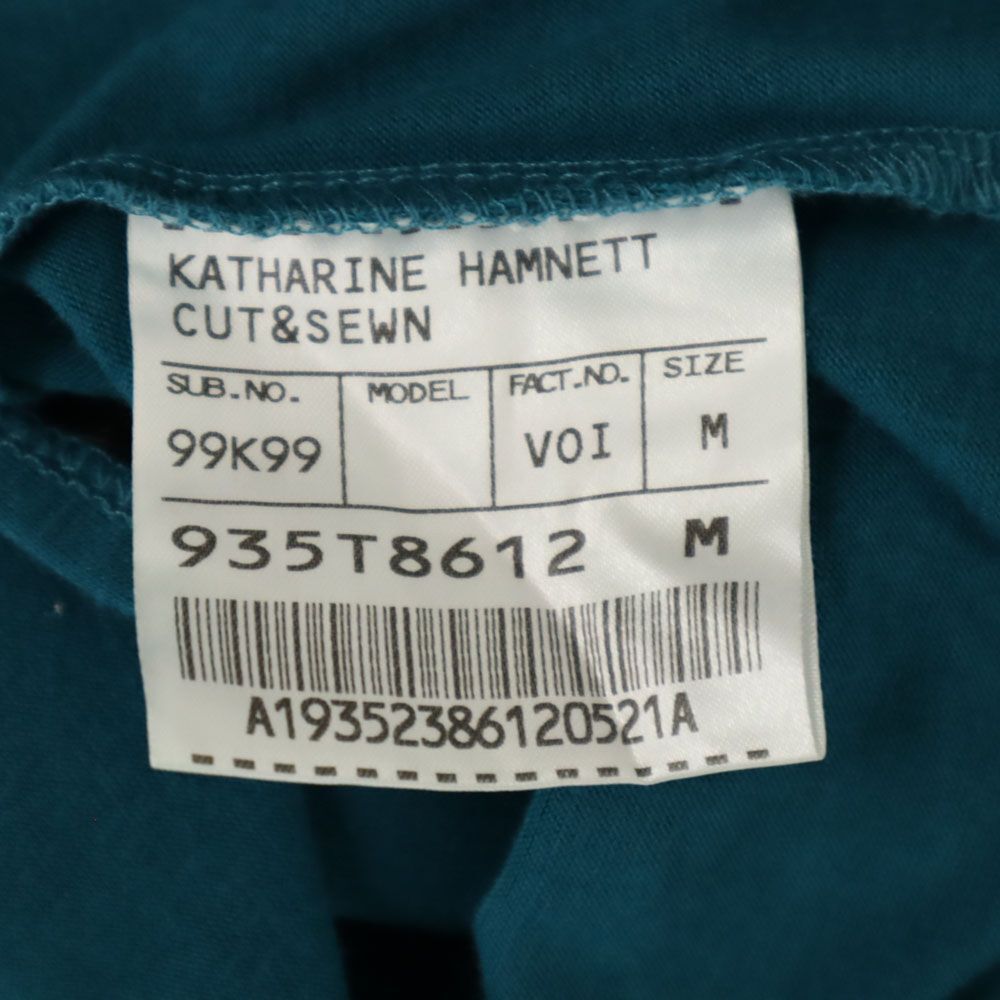 KATHARINE HAMNETT
CUT&SEWN
SUB.NO. MODEL FACT.NO. SIZE
99K99 VOI M
935T8612 M
A19352386120521A